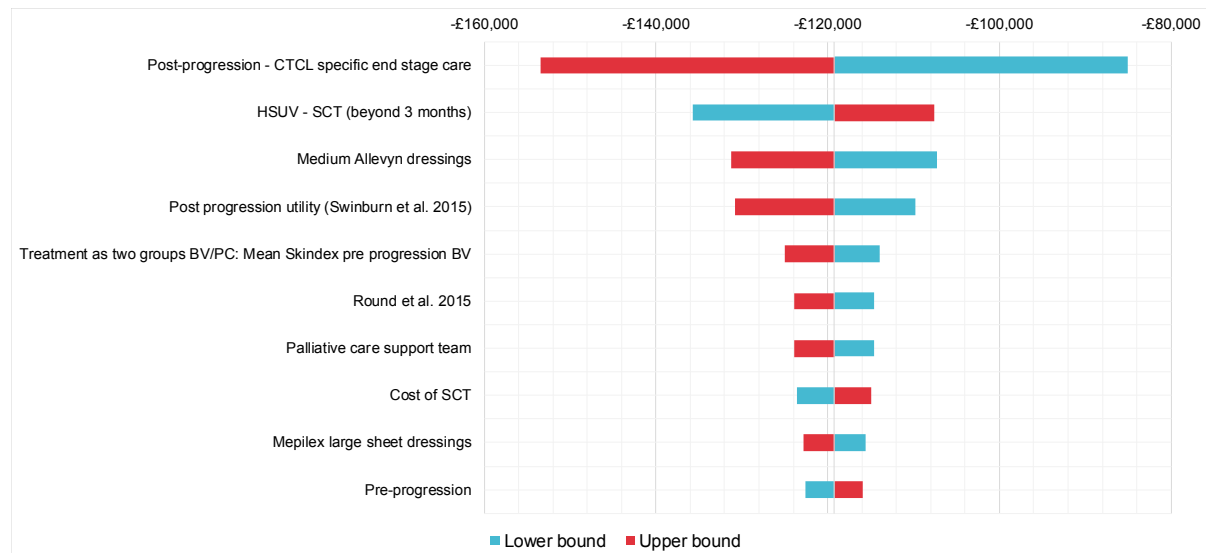 -£160,000 -£140,000 -£120,000 -£100,000 -£80,000
Post-progression - CTCL specific end stage care
HSUV - SCT (beyond 3 months)
Medium Allevyn dressings
Post progression utility (Swinburn et al. 2015)
Treatment as two groups BV/PC: Mean Skindex pre progression BV
Round et al. 2015
Palliative care support team
Cost of SCT
Mepilex large sheet dressings
Pre-progression
Lower bound Upper bound